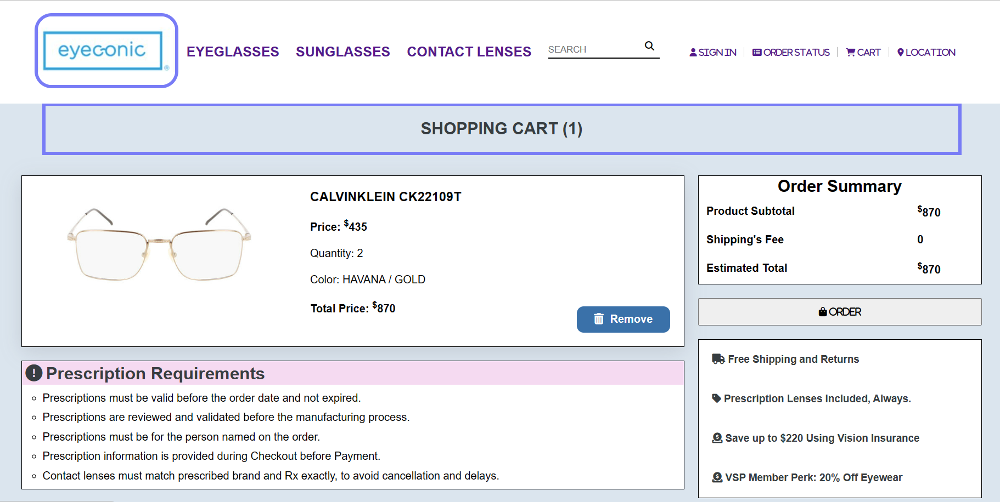 eyeconic
®
EYEGLASSES SUNGLASSES CONTACT LENSES SEARCH SIGN IN ORDER STATUS CART LOCATION
SHOPPING CART (1)
CALVINKLEIN CK22109T
Price: $435
Quantity: 2
Color: HAVANA / GOLD
Total Price: $870
Remove
Order Summary
Product Subtotal $870
Shipping's Fee 0
Estimated Total $870
ORDER
Prescription Requirements
Prescriptions must be valid before the order date and not expired.
Prescriptions are reviewed and validated before the manufacturing process.
Prescriptions must be for the person named on the order.
Prescription information is provided during Checkout before Payment.
Contact lenses must match prescribed brand and Rx exactly, to avoid cancellation and delays.
Free Shipping and Returns
Prescription Lenses Included, Always.
Save up to $220 Using Vision Insurance
VSP Member Perk: 20% Off Eyewear